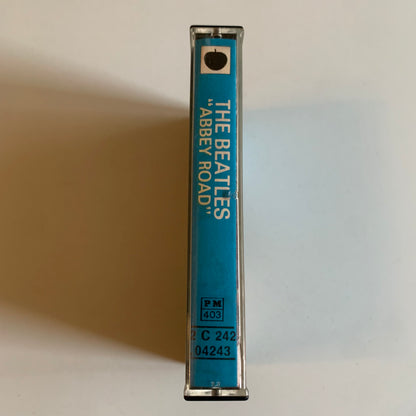 THE BEATLES
"ABBEY ROAD"
PM
403
2 C 242
04243